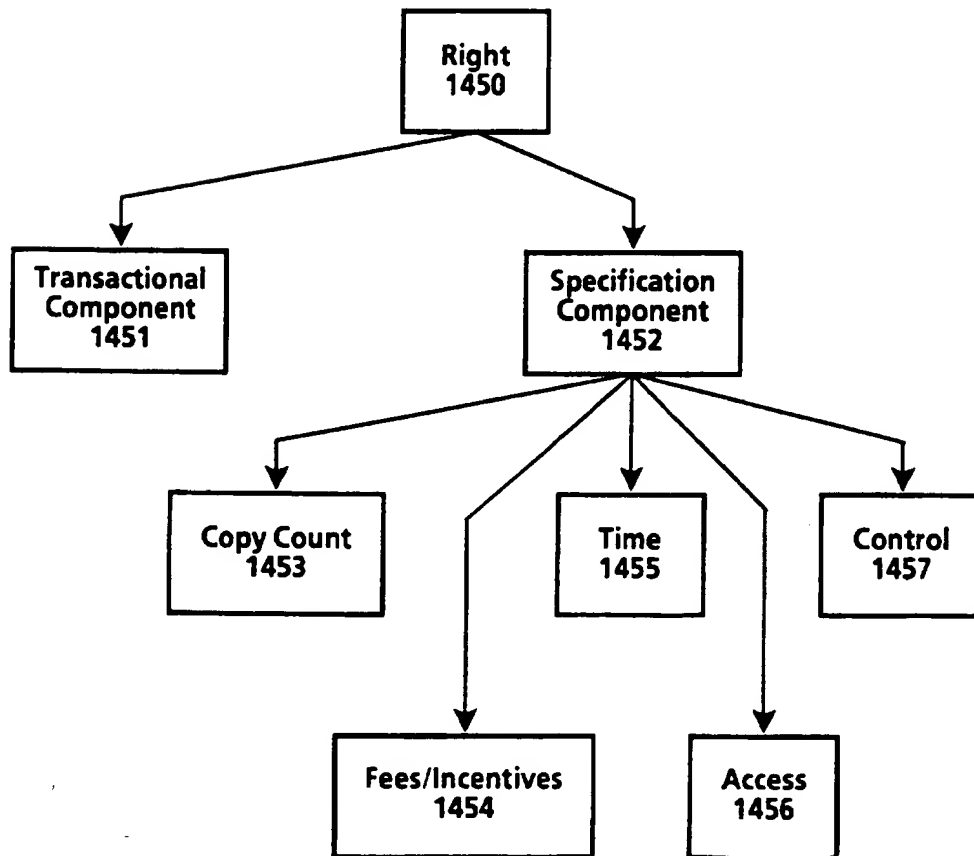 Right
1450
Transactional
Component
1451
Specification
Component
1452
Copy Count
1453
Time
1455
Control
1457
Fees/Incentives
1454
Access
1456